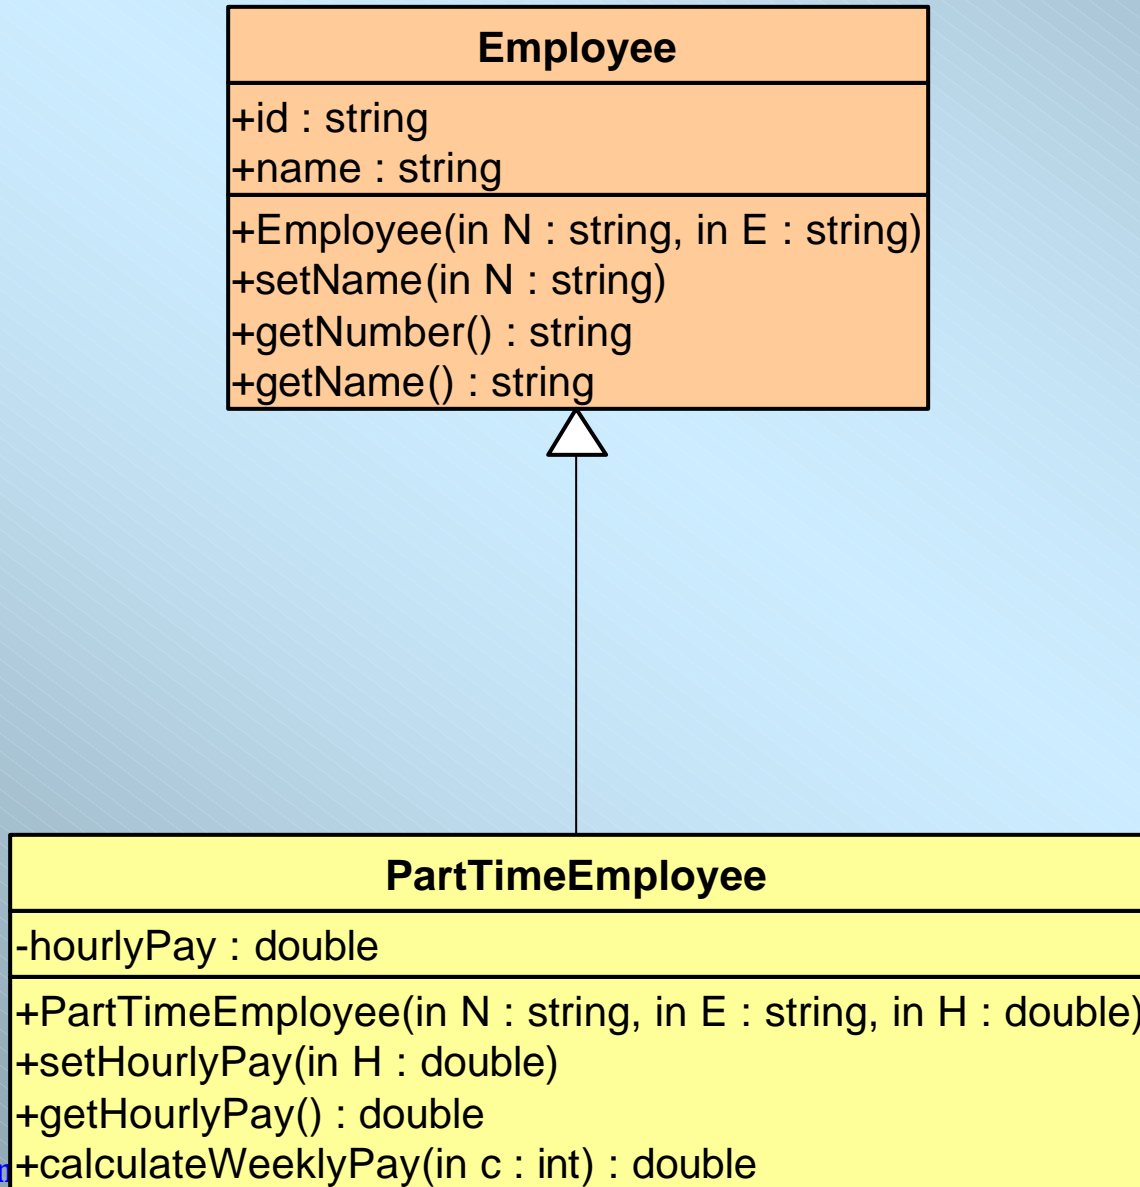 Employee
+id : string
+name : string
+Employee(in N : string, in E : string)
+setName(in N : string)
+getNumber() : string
+getName() : string
PartTimeEmployee
-hourlyPay : double
+PartTimeEmployee(in N : string, in E : string, in H : double)
+setHourlyPay(in H : double)
+getHourlyPay() : double
+calculateWeeklyPay(in c : int) : double